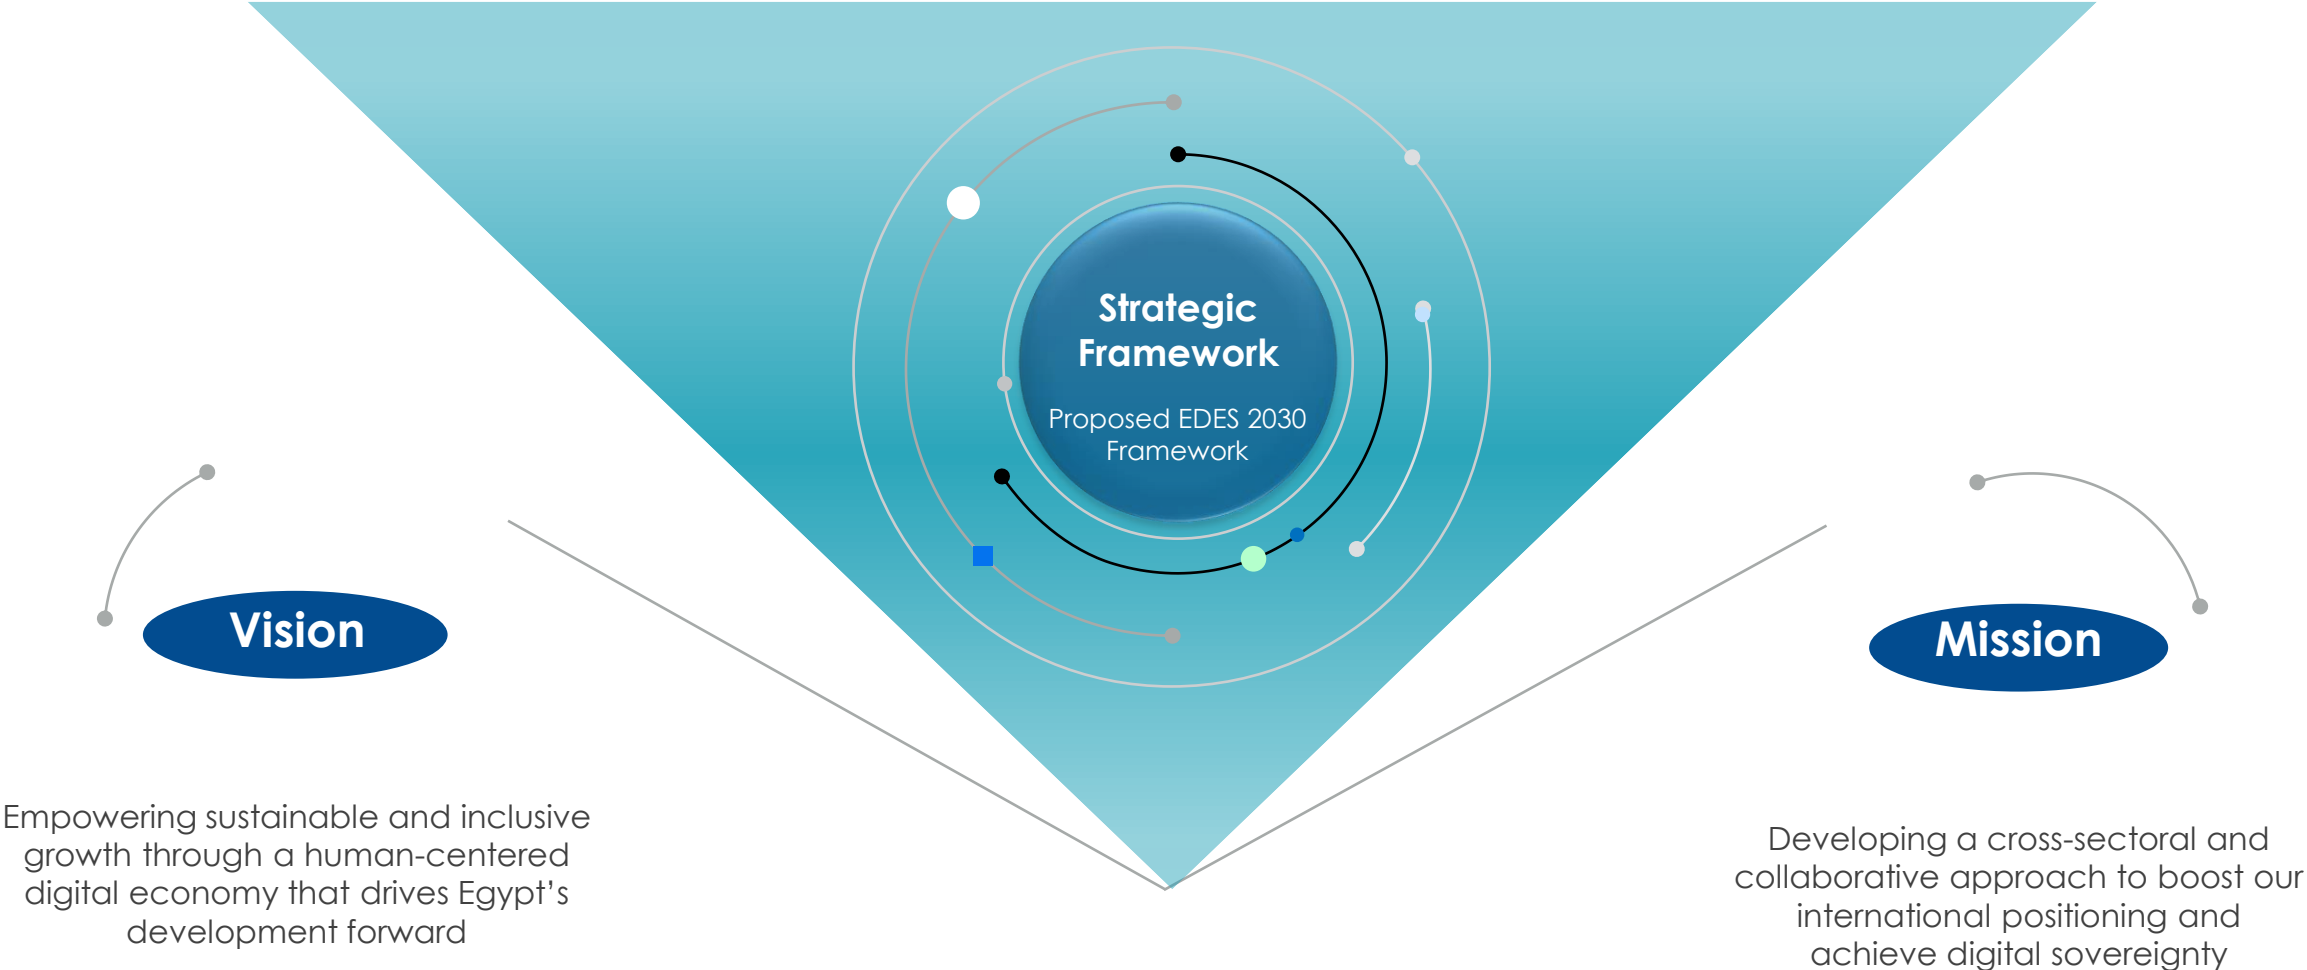 Strategic
Framework
Proposed EDES 2030
Framework
Vision
Empowering sustainable and inclusive
growth through a human-centered
digital economy that drives Egypt’s
development forward
Mission
Developing a cross-sectoral and
collaborative approach to boost our
international positioning and
achieve digital sovereignty